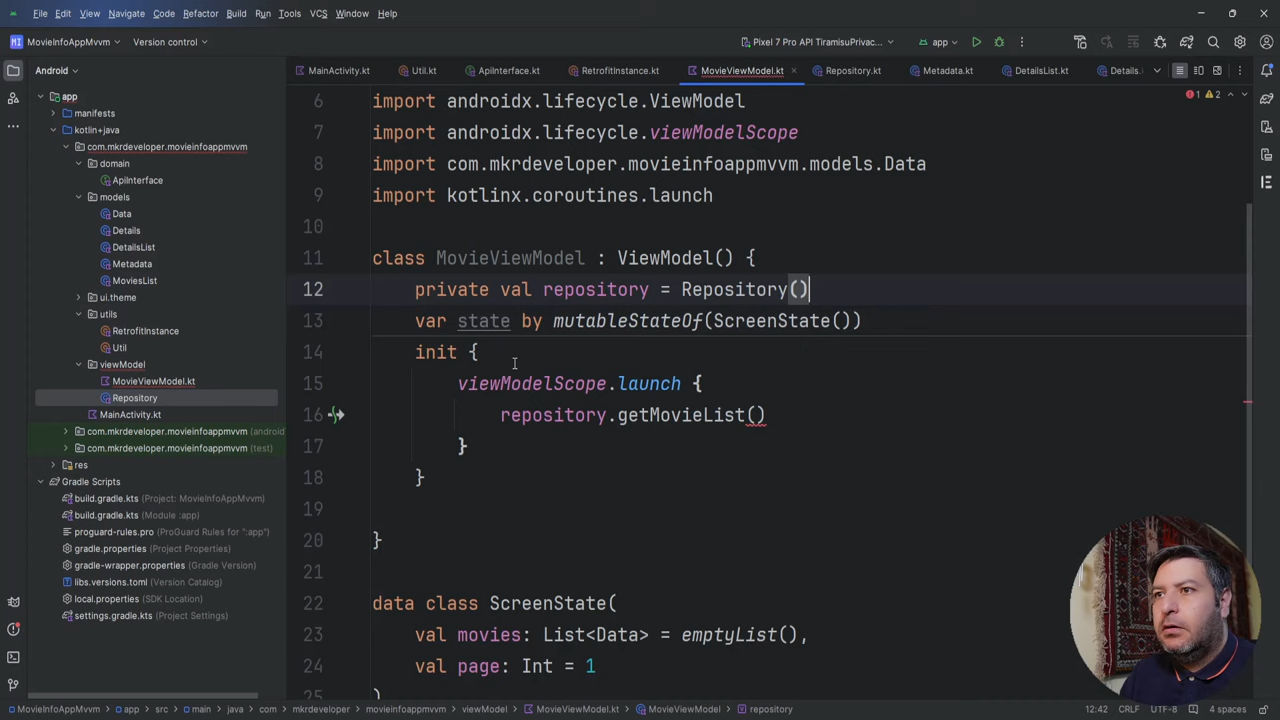 File Edit View Navigate Code Refactor Build Run Tools VCS Window Help
MI MovieInfoAppMvvm Version control Pixel 7 Pro API TiramisuPrivac... app
Android MainActivity.kt Util.kt ApiInterface.kt RetrofitInstance.kt MovieViewModel.kt Repository.kt Metadata.kt DetailsList.kt Details.
app
manifests
kotlin+java
com.mkrdeveloper.movieinfoappmvvm
domain
ApiInterface
models
Data
Details
DetailsList
Metadata
MoviesList
ui.theme
utils
RetrofitInstance
Util
viewModel
MovieViewModel.kt
Repository
MainActivity.kt
com.mkrdeveloper.movieinfoappmvvm (android
com.mkrdeveloper.movieinfoappmvvm (test)
res
Gradle Scripts
build.gradle.kts (Project: MovieInfoAppMvvm)
build.gradle.kts (Module :app)
proguard-rules.pro (ProGuard Rules for ":app")
gradle.properties (Project Properties)
gradle-wrapper.properties (Gradle Version)
libs.versions.toml (Version Catalog)
local.properties (SDK Location)
settings.gradle.kts (Project Settings)
1 2
6 import androidx.lifecycle.ViewModel
7 import androidx.lifecycle.viewModelScope
8 import com.mkrdeveloper.movieinfoappmvvm.models.Data
9 import kotlinx.coroutines.launch
10
11 class MovieViewModel : ViewModel() {
12 private val repository = Repository()
13 var state by mutableStateOf(ScreenState())
14 init {
15 viewModelScope.launch {
16 repository.getMovieList()
17 }
18 }
19
20 }
21
22 data class ScreenState(
23 val movies: List<Data> = emptyList(),
24 val page: Int = 1
25 )
MovieInfoAppMvvm > app > src > main > java > com > mkrdeveloper > movieinfoappmvvm > viewModel > MovieViewModel.kt > MovieViewModel > repository 12:42 CRLF UTF-8 4 spaces